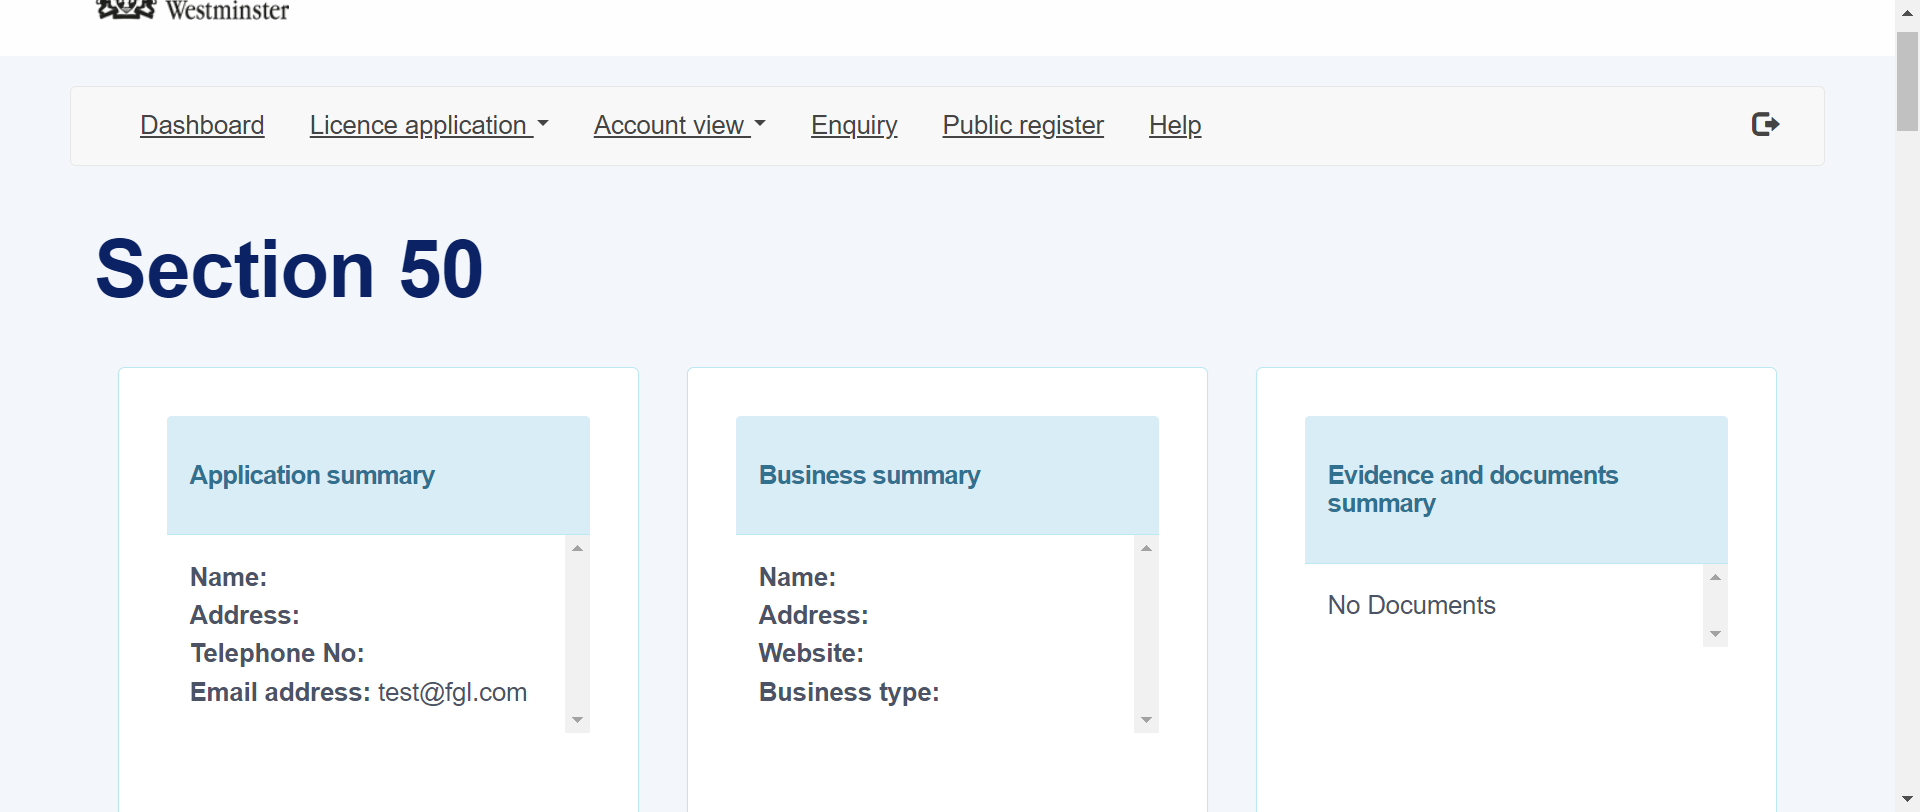 Westminster
Dashboard Licence application Account view Enquiry Public register Help
Section 50
Application summary
Name:
Address:
Telephone No:
Email address: test@fgl.com
Business summary
Name:
Address:
Website:
Business type:
Evidence and documents
summary
No Documents